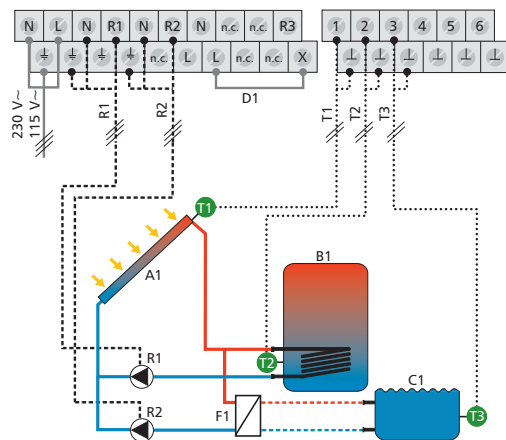 N L N R1 N R2 N n.c. n.c. R3
n.c. L L n.c. n.c. X
1 2 3 4 5 6
D1
230 V~
115 V~
R1
R2
T1
T2
T3
T1
A1
B1
T2
R1
C1
F1
T3
R2